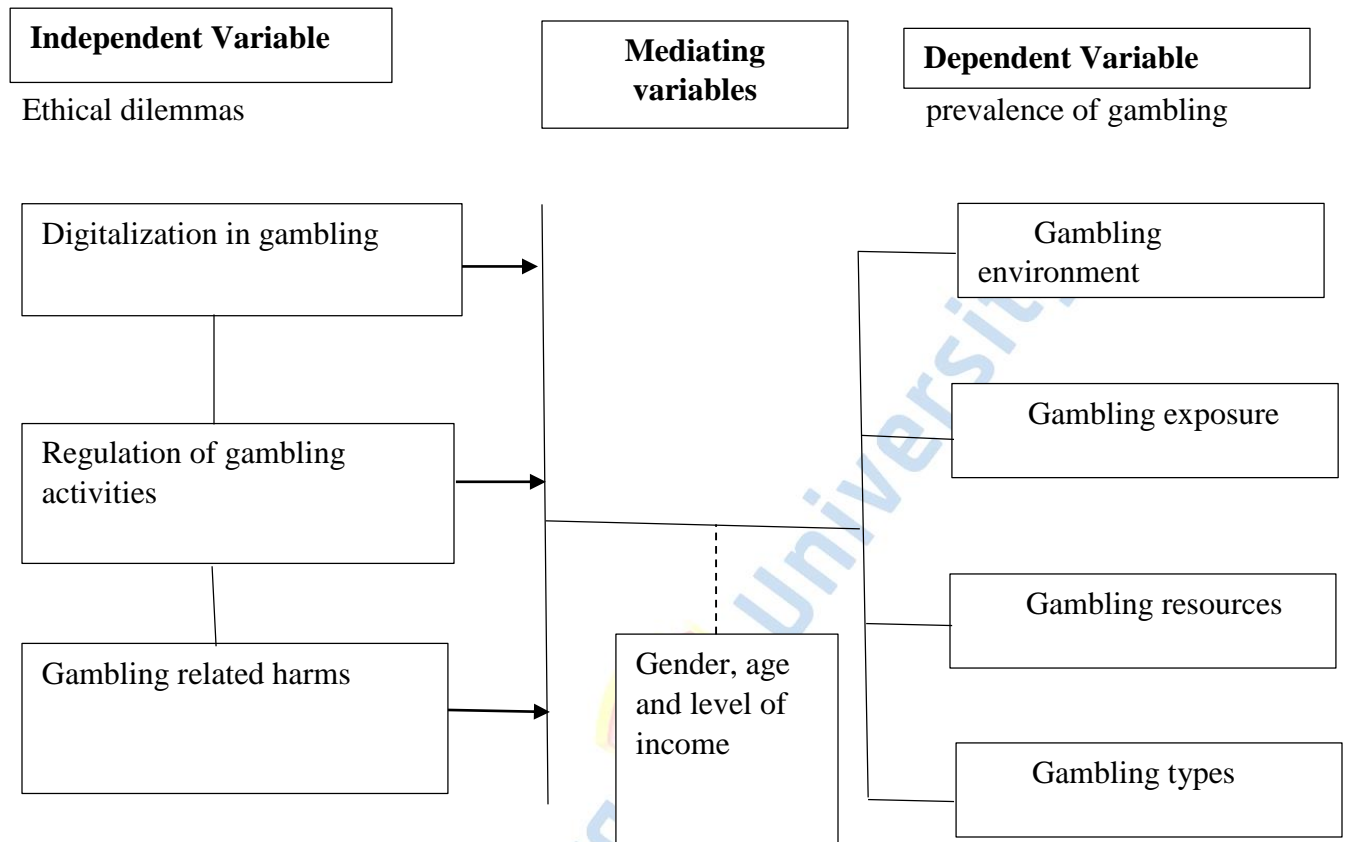 Independent Variable
Mediating
variables
Dependent Variable
Ethical dilemmas
prevalence of gambling
Digitalization in gambling
Regulation of gambling
activities
Gambling related harms
Gender, age
and level of
income
Gambling
environment
Gambling exposure
Gambling resources
Gambling types
University